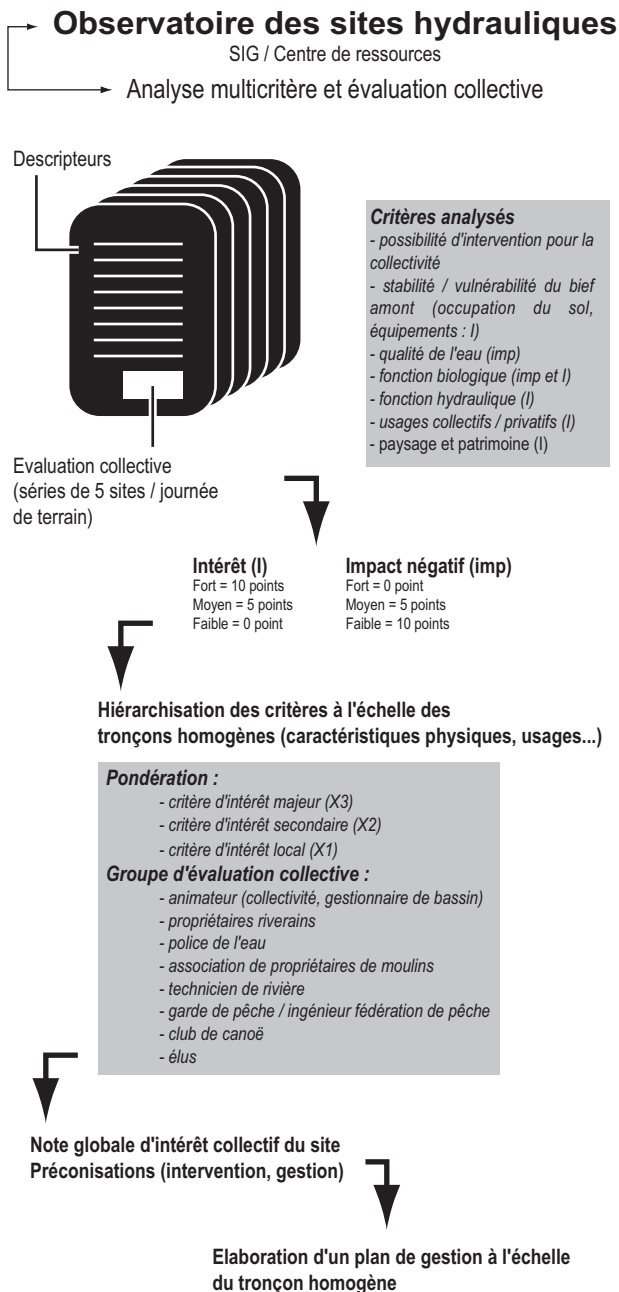 Observatoire des sites hydrauliques
SIG / Centre de ressources
Analyse multicritère et évaluation collective
Descripteurs
Critères analysés
- possibilité d'intervention pour la
collectivité
- stabilité / vulnérabilité du bief
amont (occupation du sol,
équipements : I)
- qualité de l'eau (imp)
- fonction biologique (imp et I)
- fonction hydraulique (I)
- usages collectifs / privatifs (I)
- paysage et patrimoine (I)
Evaluation collective
(séries de 5 sites / journée
de terrain)
Intérêt (I)
Fort = 10 points
Moyen = 5 points
Faible = 0 point
Impact négatif (imp)
Fort = 0 point
Moyen = 5 points
Faible = 10 points
Hiérarchisation des critères à l'échelle des
tronçons homogènes (caractéristiques physiques, usages...)
Pondération :
- critère d'intérêt majeur (X3)
- critère d'intérêt secondaire (X2)
- critère d'intérêt local (X1)
Groupe d'évaluation collective :
- animateur (collectivité, gestionnaire de bassin)
- propriétaires riverains
- police de l'eau
- association de propriétaires de moulins
- technicien de rivière
- garde de pêche / ingénieur fédération de pêche
- club de canoë
- élus
Note globale d'intérêt collectif du site
Préconisations (intervention, gestion)
Elaboration d'un plan de gestion à l'échelle
du tronçon homogène